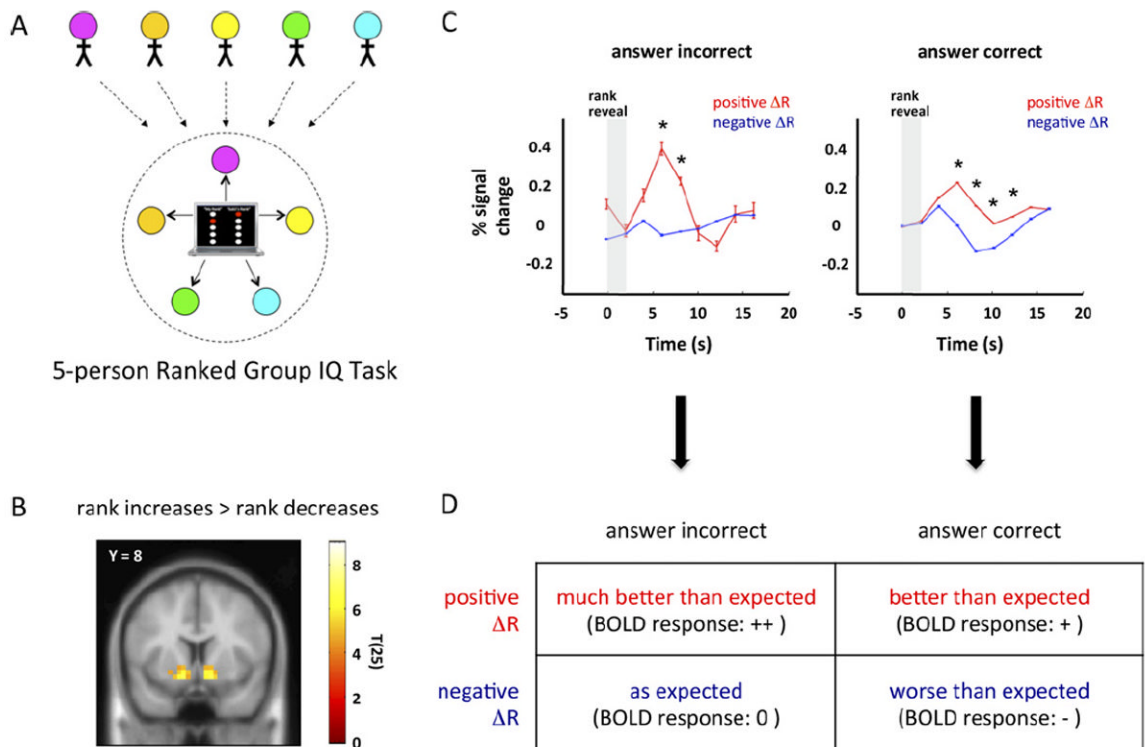 A
5-person Ranked Group IQ Task
B
rank increases > rank decreases
Y = 8
8
6
4
2
0
T(25)
C
answer incorrect
rank
reveal
positive ΔR
negative ΔR
*
*
0.4
0.2
0
-0.2
% signal
change
-5 0 5 10 15 20
Time (s)
answer correct
rank
reveal
positive ΔR
negative ΔR
*
*
*
*
0.4
0.2
0
-0.2
-5 0 5 10 15 20
Time (s)
D
answer incorrect
answer correct
positive
ΔR
much better than expected
(BOLD response: ++ )
better than expected
(BOLD response: + )
negative
ΔR
as expected
(BOLD response: 0 )
worse than expected
(BOLD response: - )